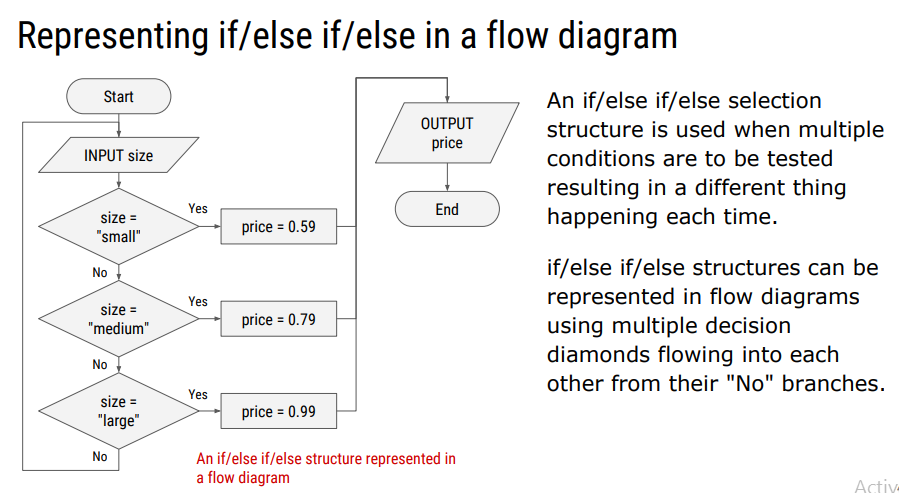 Representing if/else if/else in a flow diagram
Start
INPUT size
size =
"small"
Yes
price = 0.59
No
size =
"medium"
Yes
price = 0.79
No
size =
"large"
Yes
price = 0.99
No
An if/else if/else structure represented in
a flow diagram
OUTPUT
price
End
An if/else if/else selection
structure is used when multiple
conditions are to be tested
resulting in a different thing
happening each time.
if/else if/else structures can be
represented in flow diagrams
using multiple decision
diamonds flowing into each
other from their "No" branches.